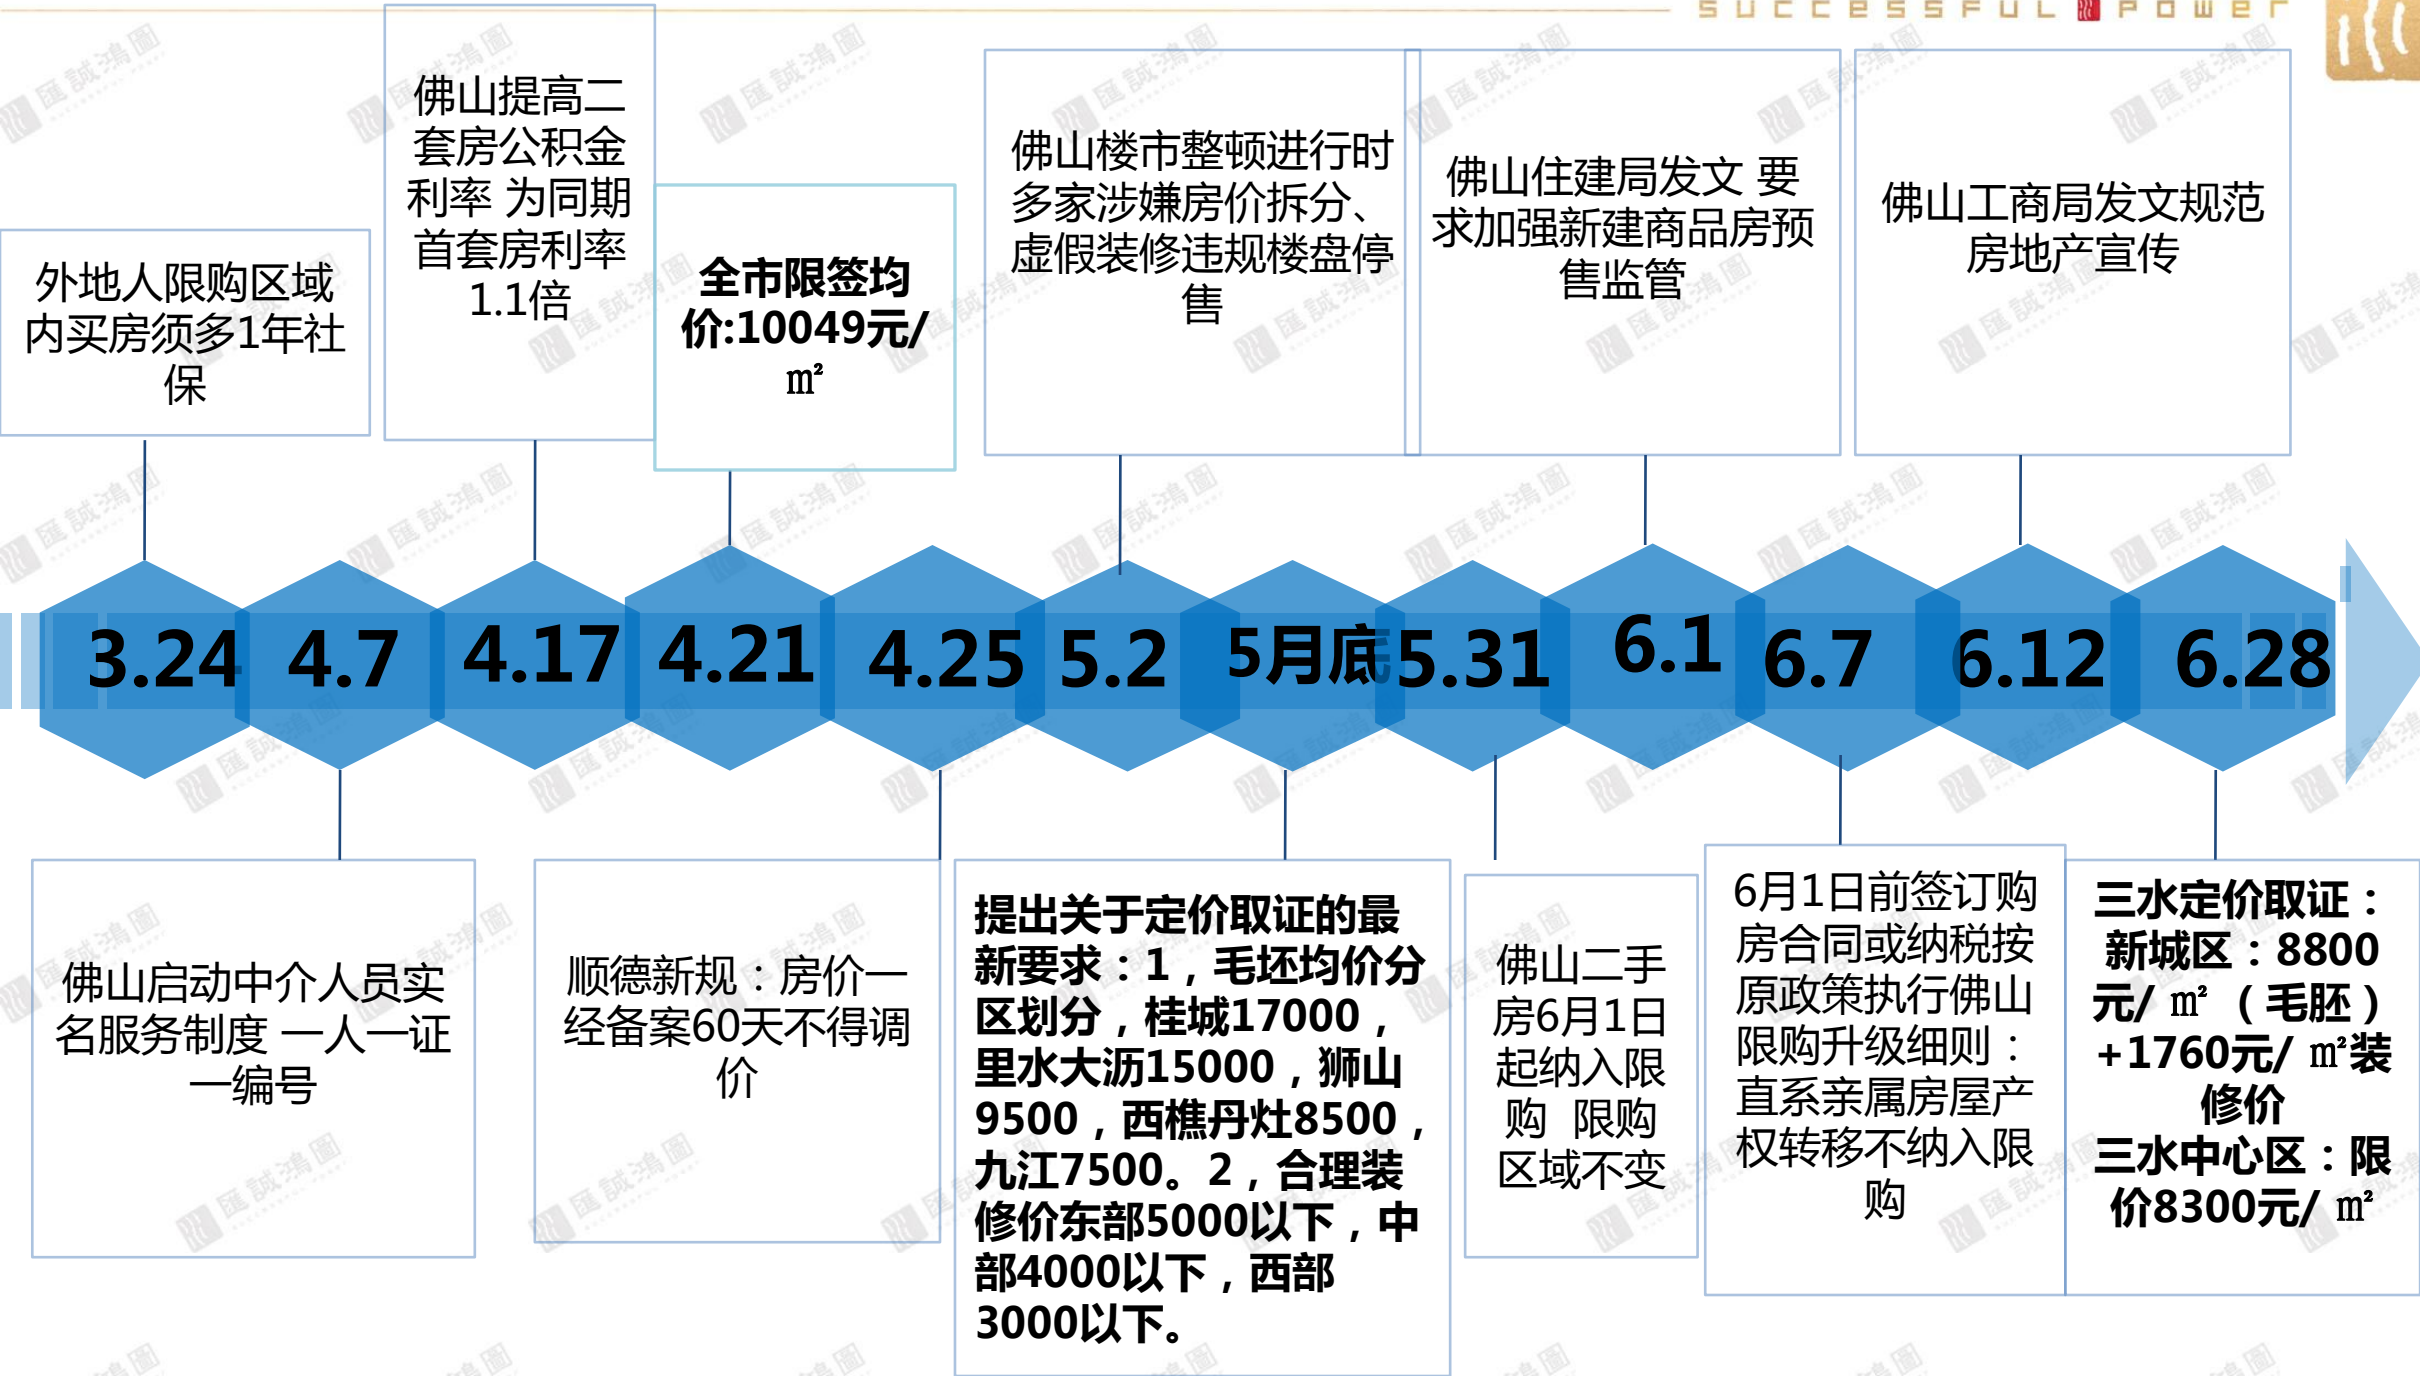 SUCCESSFUL POWER
外地人限购区域
内买房须多1年社
保
佛山提高二
套房公积金
利率 为同期
首套房利率
1.1倍
全市限签均
价:10049元/
㎡
佛山楼市整顿进行时
多家涉嫌房价拆分、
虚假装修违规楼盘停
售
佛山住建局发文 要
求加强新建商品房预
售监管
佛山工商局发文规范
房地产宣传
3.24 4.7 4.17 4.21 4.25 5.2 5月底 5.31 6.1 6.7 6.12 6.28
佛山启动中介人员实
名服务制度 一人一证
一编号
顺德新规：房价一
经备案60天不得调
价
提出关于定价取证的最
新要求：1，毛坯均价分
区划分，桂城17000，
里水大沥15000，狮山
9500，西樵丹灶8500，
九江7500。2，合理装
修价东部5000以下，中
部4000以下，西部
3000以下。
佛山二手
房6月1日
起纳入限
购 限购
区域不变
6月1日前签订购
房合同或纳税按
原政策执行佛山
限购升级细则：
直系亲属房屋产
权转移不纳入限
购
三水定价取证：
新城区：8800
元/ ㎡（毛胚）
+1760元/ ㎡装
修价
三水中心区：限
价8300元/ ㎡
匯誠鴻圖